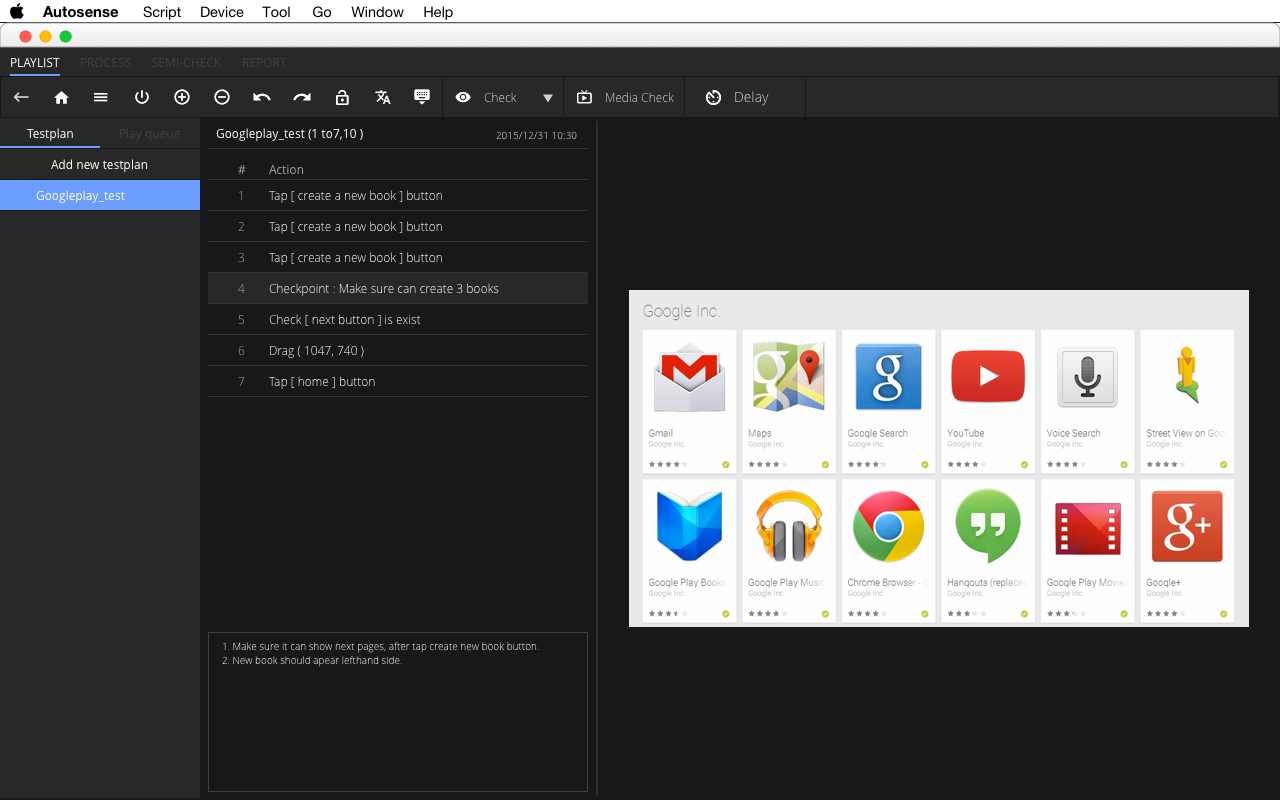 Autosense Script Device Tool Go Window Help
PLAYLIST PROCESS SEMI-CHECK REPORT
Check Media Check Delay
Testplan Play queue
Add new testplan
Googleplay_test
Googleplay_test (1 to7,10 ) 2015/12/31 10:30
# Action
1 Tap [ create a new book ] button
2 Tap [ create a new book ] button
3 Tap [ create a new book ] button
4 Checkpoint : Make sure can create 3 books
5 Check [ next button ] is exist
6 Drag ( 1047, 740 )
7 Tap [ home ] button
1. Make sure it can show next pages, after tap create new book button.
2. New book should apear lefthand side.
Google Inc.
Gmail Maps Google Search YouTube Voice Search Street View on Goo
Google Inc. Google Inc. Google Inc. Google Inc. Google Inc. Google Inc.
Google Play Books Google Play Music Chrome Browser - Hangouts (replaces Google Play Movies Google+
Google Inc. Google Inc. Google Inc. Google Inc. Google Inc. Google Inc.